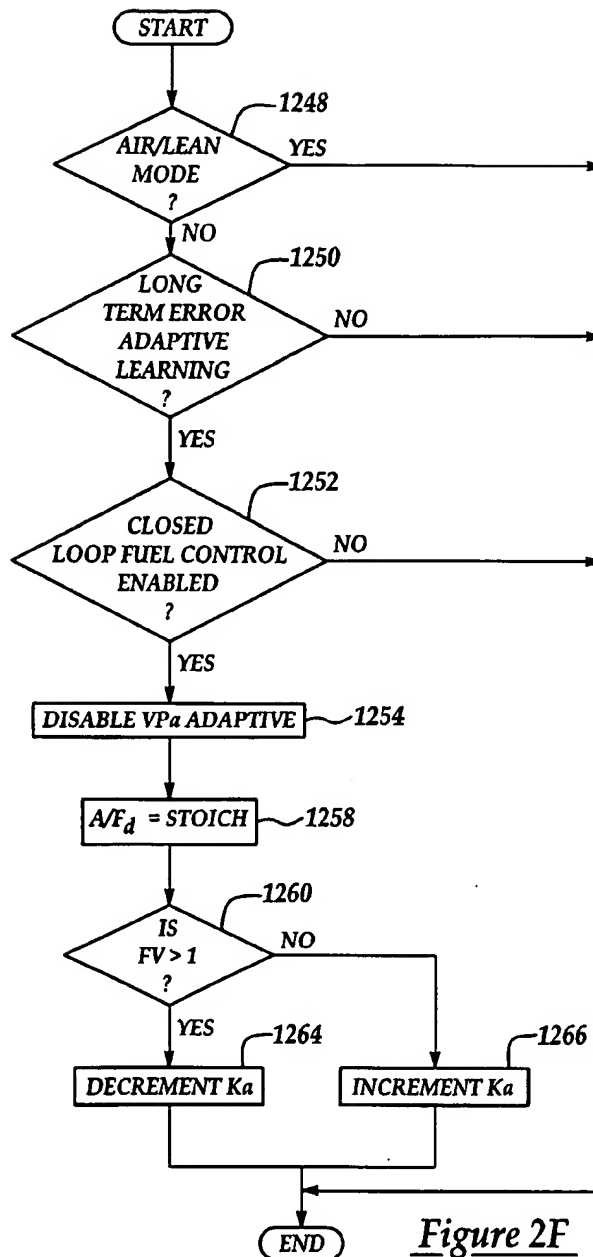 START
1248
AIR/LEAN
MODE
?
YES
NO
1250
LONG
TERM ERROR
ADAPTIVE
LEARNING
?
NO
YES
1252
CLOSED
LOOP FUEL CONTROL
ENABLED
?
NO
YES
DISABLE VPa ADAPTIVE
1254
A/Fd = STOICH
1258
1260
IS
FV > 1
?
NO
YES
1264
DECREMENT Ka
1266
INCREMENT Ka
END
Figure 2F